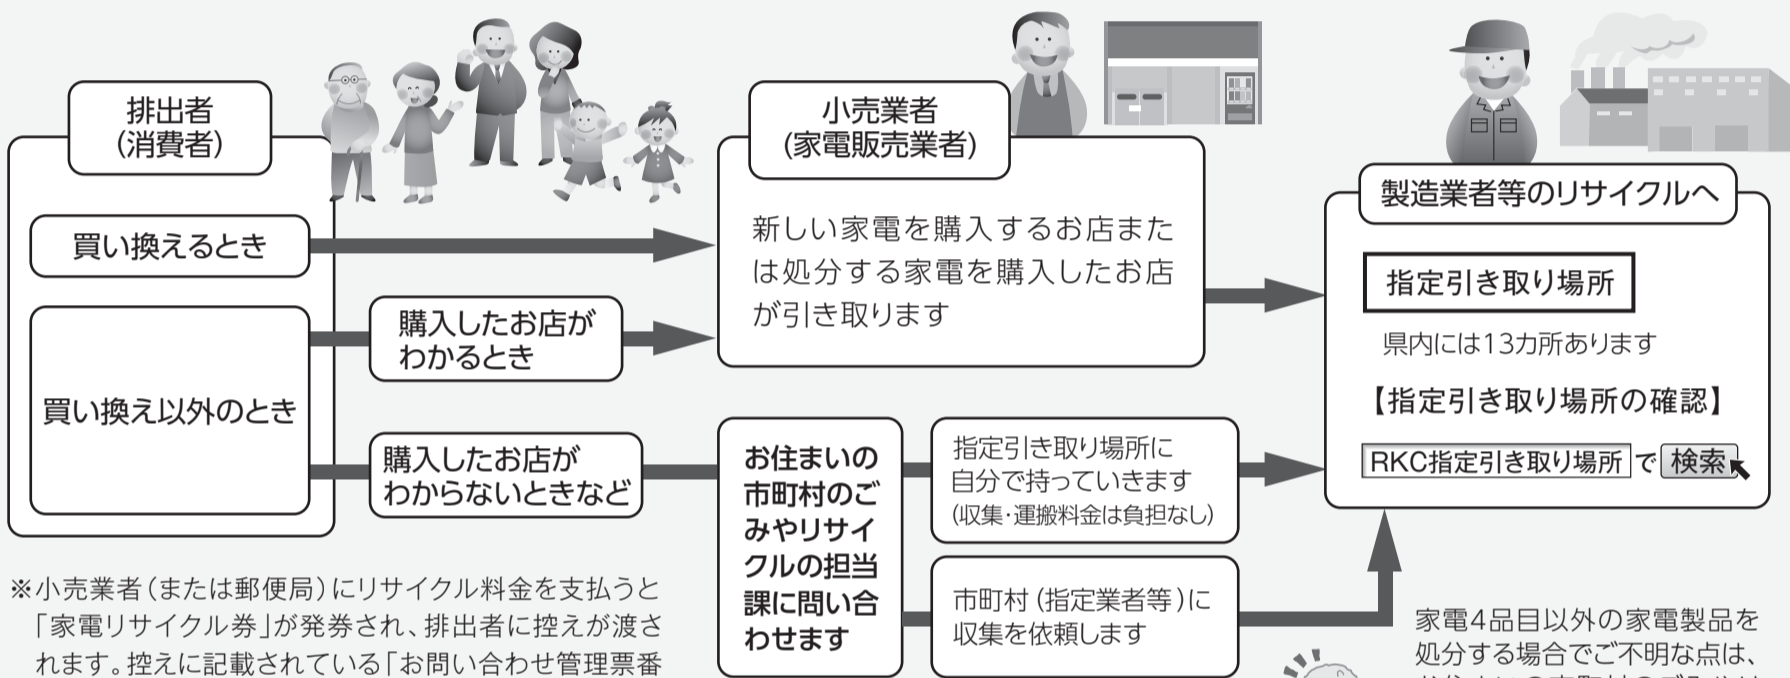 排出者
(消費者)
買い換えるとき
買い換え以外のとき
購入したお店が
わかるとき
購入したお店が
わからないときなど
小売業者
(家電販売業者)
新しい家電を購入するお店また
は処分する家電を購入したお店
が引き取ります
お住まいの
市町村のご
みやリサイ
クルの担当
課に問い合
わせます
指定引き取り場所に
自分で持っていきます
(収集・運搬料金は負担なし)
市町村(指定業者等)に
収集を依頼します
製造業者等のリサイクルへ
指定引き取り場所
県内には13カ所あります
【指定引き取り場所の確認】
RKC指定引き取り場所 で 検索
※小売業者(または郵便局)にリサイクル料金を支払うと
「家電リサイクル券」が発券され、排出者に控えが渡さ
れます。控えに記載されている「お問い合わせ管理票番
家電4品目以外の家電製品を
処分する場合でご不明な点は、